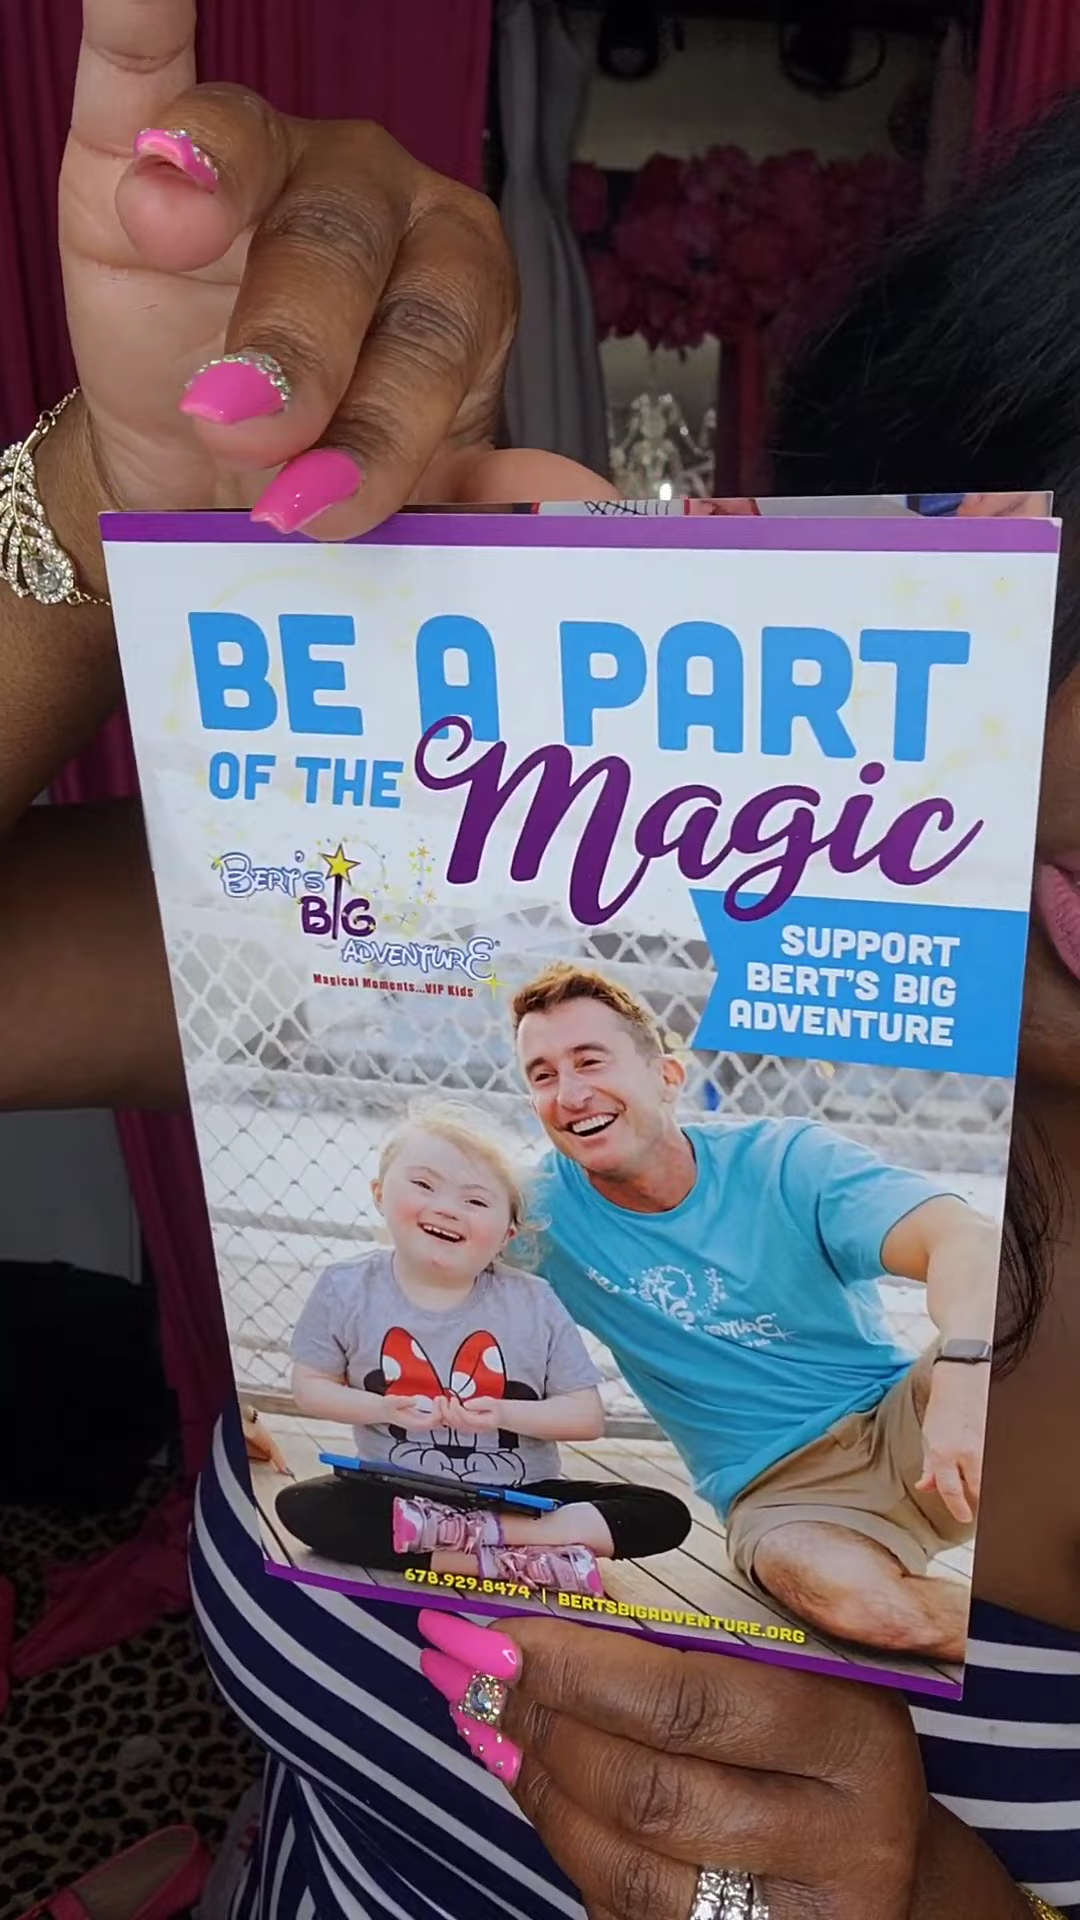 BE A PART
OF THE Magic
BERT'S
BIG
ADVENTURE
Magical Moments...VIP Kids
SUPPORT
BERT'S BIG
ADVENTURE
678.929.8474 | BERTSBIGADVENTURE.ORG